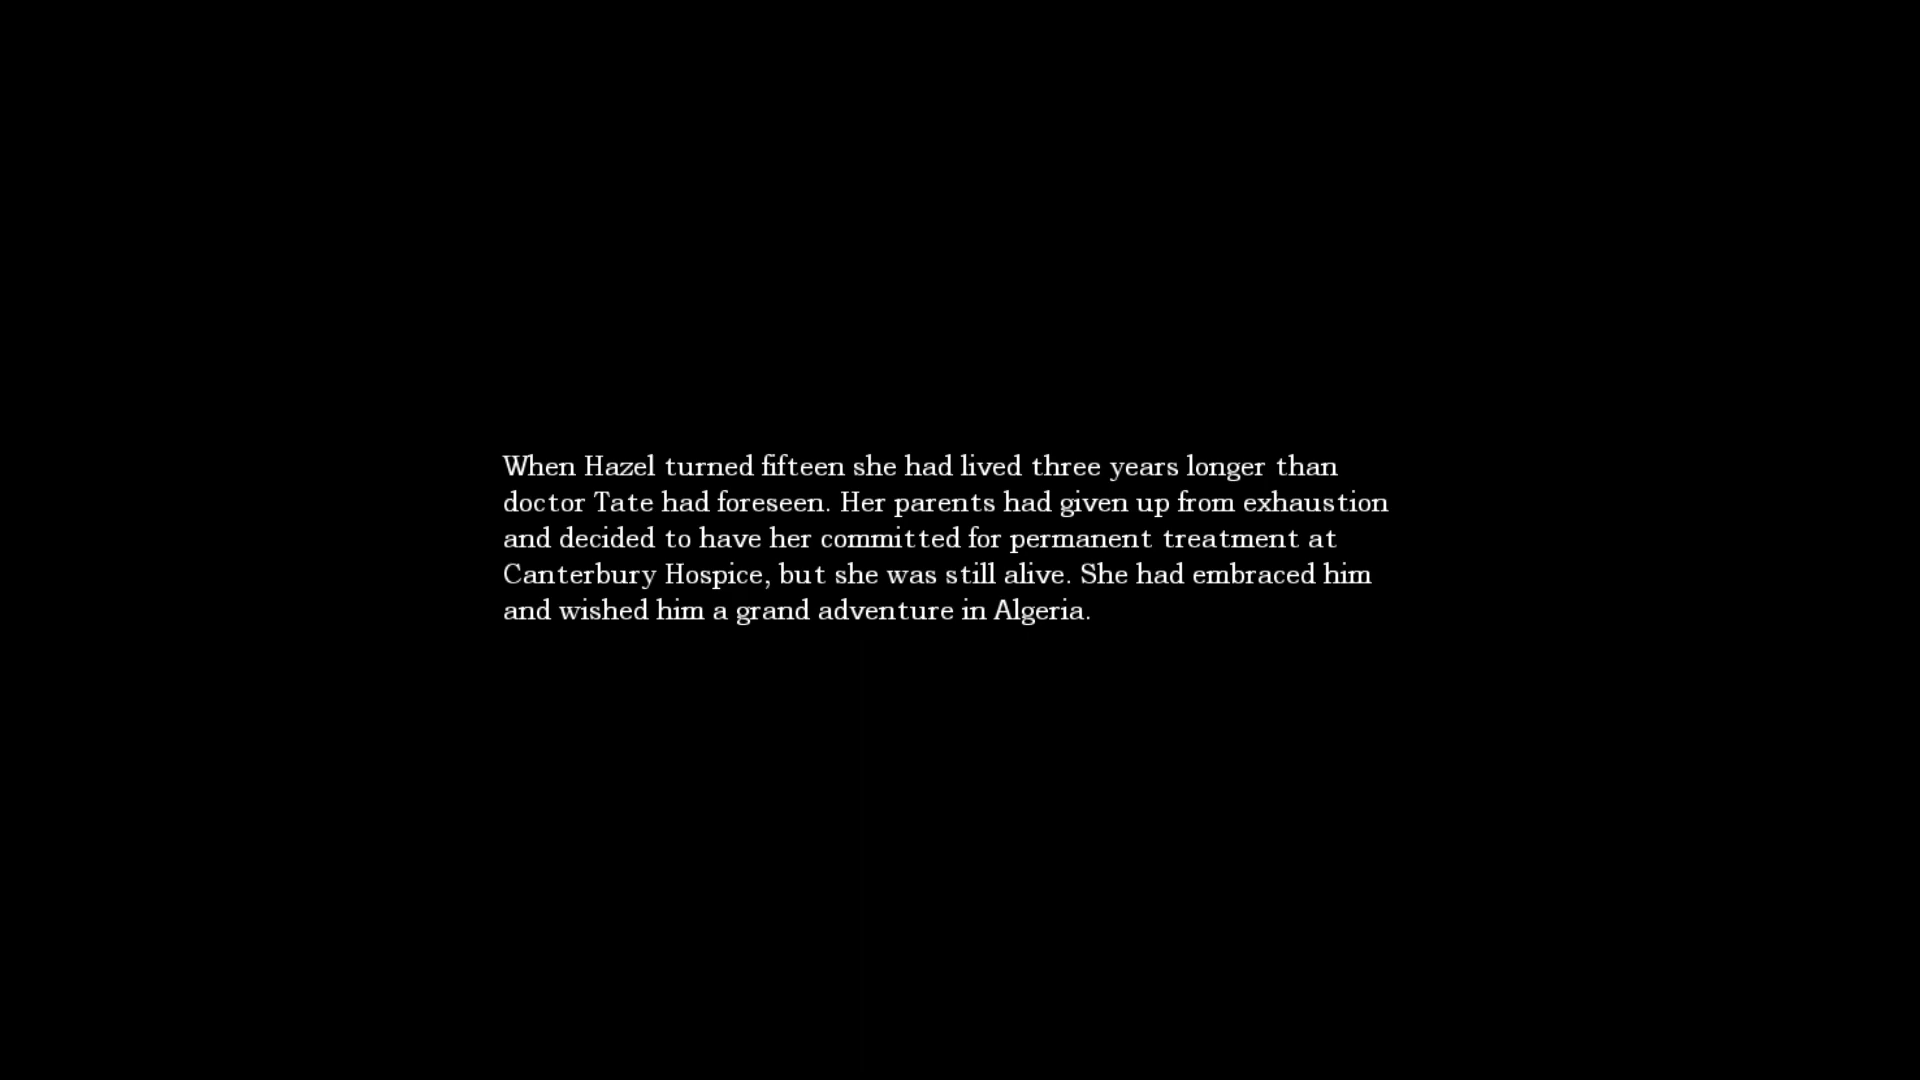 When Hazel turned fifteen she had lived three years longer than
doctor Tate had foreseen. Her parents had given up from exhaustion
and decided to have her committed for permanent treatment at
Canterbury Hospice, but she was still alive. She had embraced him
and wished him a grand adventure in Algeria.